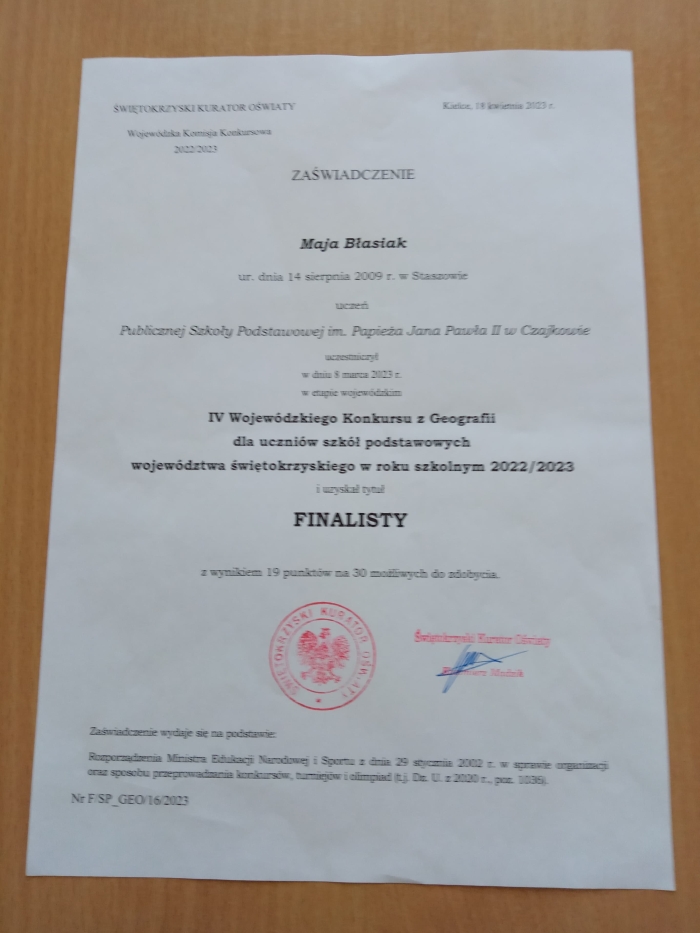 ŚWIĘTOKRZYSKI KURATOR OŚWIATY
Kielce, 18 kwietnia 2023 r.
Wojewódzka Komisja Konkursowa
2022/2023
ZAŚWIADCZENIE
Maja Błasiak
ur. dnia 14 sierpnia 2009 r. w Staszowie
uczeń
Publicznej Szkoły Podstawowej im. Papieża Jana Pawła II w Czajkowie
uczestniczył
w dniu 8 marca 2023 r.
w etapie wojewódzkim
IV Wojewódzkiego Konkursu z Geografii
dla uczniów szkół podstawowych
województwa świętokrzyskiego w roku szkolnym 2022/2023
i uzyskał tytuł
FINALISTY
z wynikiem 19 punktów na 30 możliwych do zdobycia.
ŚWIĘTOKRZYSKI KURATOR OŚWIATY
Świętokrzyski Kurator Oświaty
Zaświadczenie wydaje się na podstawie:
Rozporządzenia Ministra Edukacji Narodowej i Sportu z dnia 29 stycznia 2002 r. w sprawie organizacji
oraz sposobu przeprowadzania konkursów, turniejów i olimpiad (t.j. Dz. U. z 2020 r., poz. 1036).
Nr F/SP_GEO/16/2023